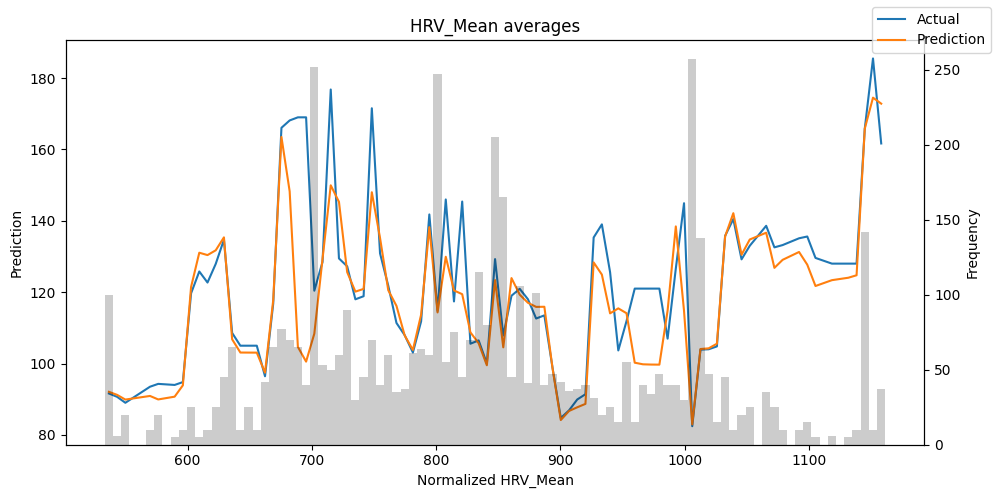 HRV_Mean averages
Actual
Prediction
180
160
140
120
100
80
Prediction
250
200
150
100
50
0
Frequency
600 700 800 900 1000 1100
Normalized HRV_Mean